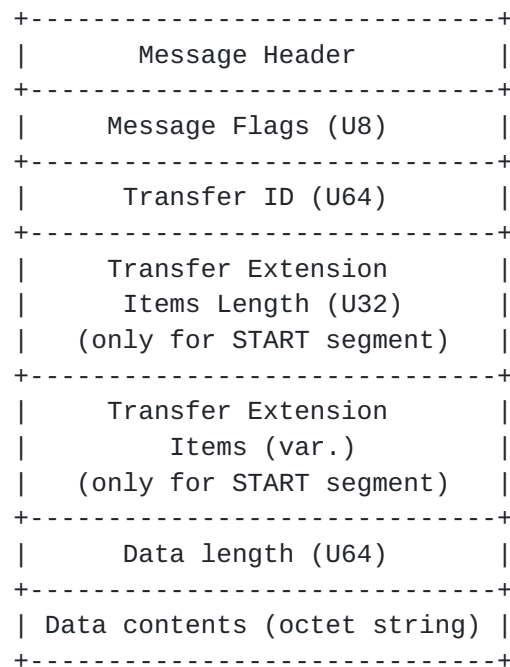 +------------------------------+
|       Message Header         |
+------------------------------+
|     Message Flags (U8)       |
+------------------------------+
|      Transfer ID (U64)       |
+------------------------------+
|     Transfer Extension       |
|      Items Length (U32)      |
|   (only for START segment)   |
+------------------------------+
|     Transfer Extension       |
|         Items (var.)         |
|   (only for START segment)   |
+------------------------------+
|      Data length (U64)       |
+------------------------------+
| Data contents (octet string) |
+------------------------------+